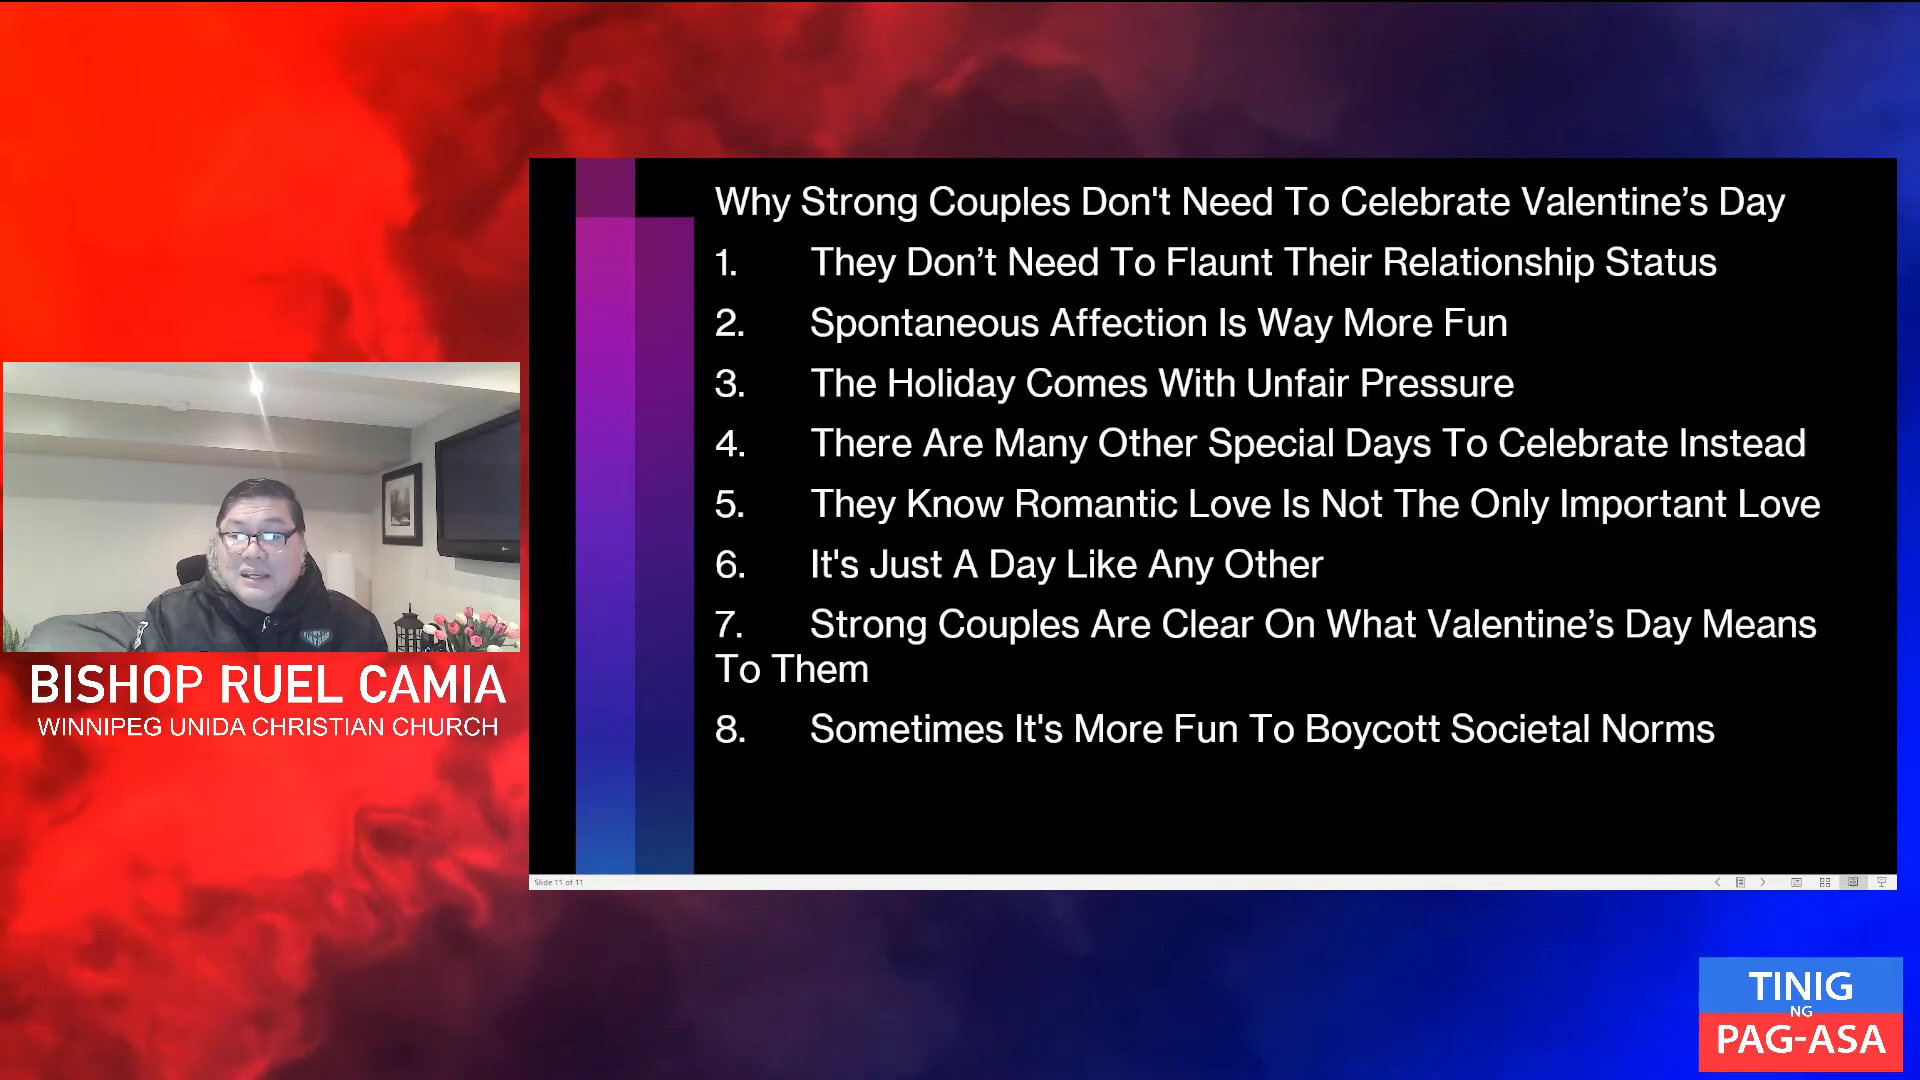 Why Strong Couples Don't Need To Celebrate Valentine’s Day
1. They Don’t Need To Flaunt Their Relationship Status
2. Spontaneous Affection Is Way More Fun
3. The Holiday Comes With Unfair Pressure
4. There Are Many Other Special Days To Celebrate Instead
5. They Know Romantic Love Is Not The Only Important Love
6. It's Just A Day Like Any Other
7. Strong Couples Are Clear On What Valentine’s Day Means
To Them
8. Sometimes It's More Fun To Boycott Societal Norms
Slide 11 of 11
BISHOP RUEL CAMIA
WINNIPEG UNIDA CHRISTIAN CHURCH
TINIG
NG
PAG-ASA